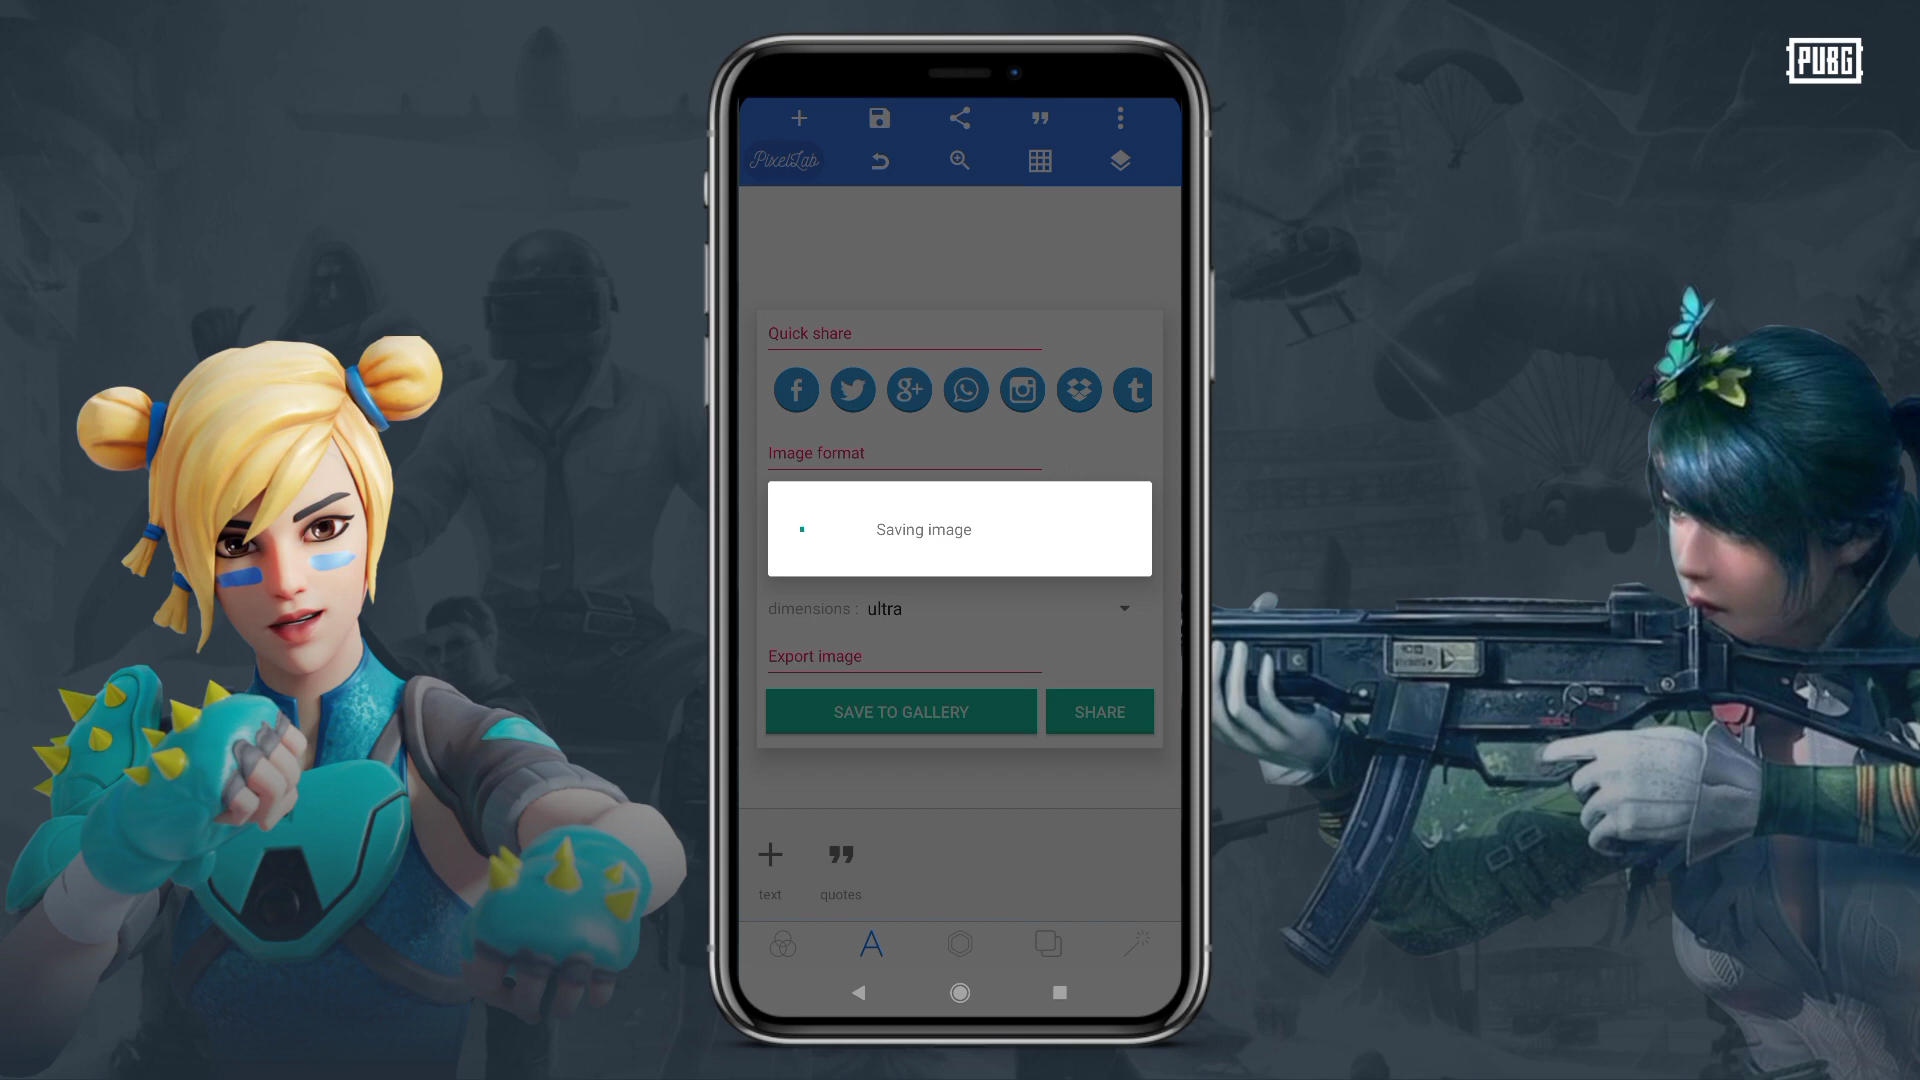 PUBG
PixelLab
Quick share
Image format
Saving image
dimensions : ultra
Export image
SAVE TO GALLERY SHARE
text quotes